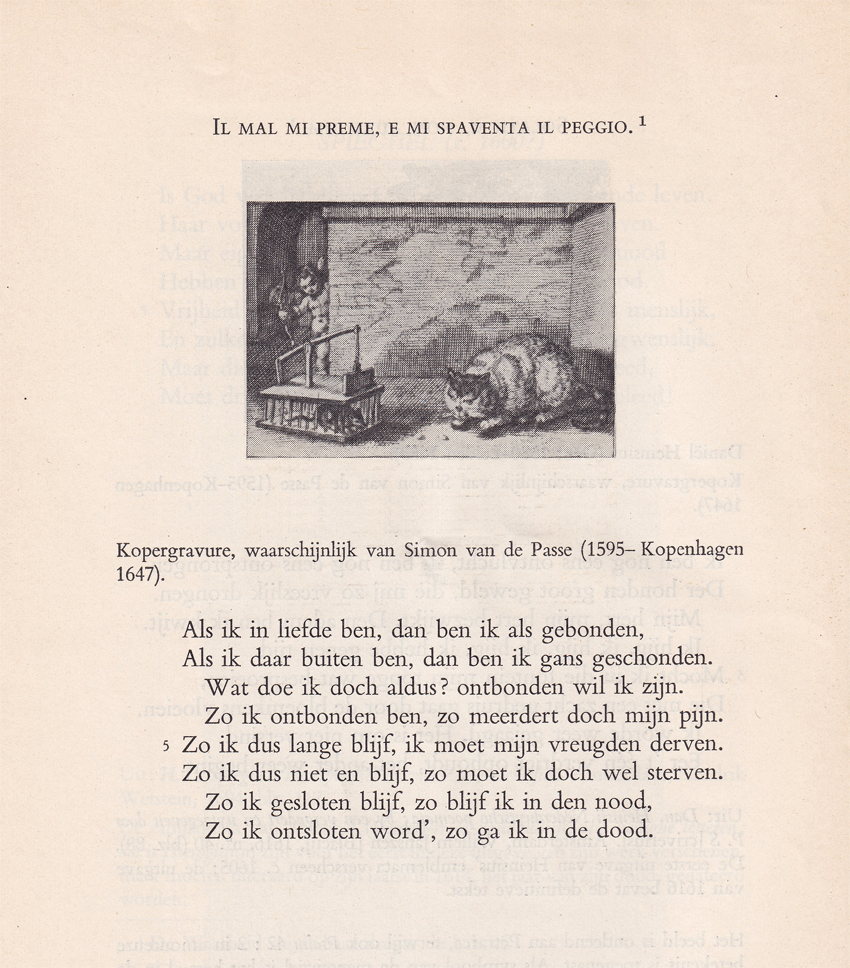 IL MAL MI PREME, E MI SPAVENTA IL PEGGIO. 1
Kopergravure, waarschijnlijk van Simon van de Passe (1595– Kopenhagen
1647).
Als ik in liefde ben, dan ben ik als gebonden,
Als ik daar buiten ben, dan ben ik gans geschonden.
Wat doe ik doch aldus? ontbonden wil ik zijn.
Zo ik ontbonden ben, zo meerdert doch mijn pijn.
5 Zo ik dus lange blijf, ik moet mijn vreugden derven.
Zo ik dus niet en blijf, zo moet ik doch wel sterven.
Zo ik gesloten blijf, zo blijf ik in den nood,
Zo ik ontsloten word’, zo ga ik in de dood.